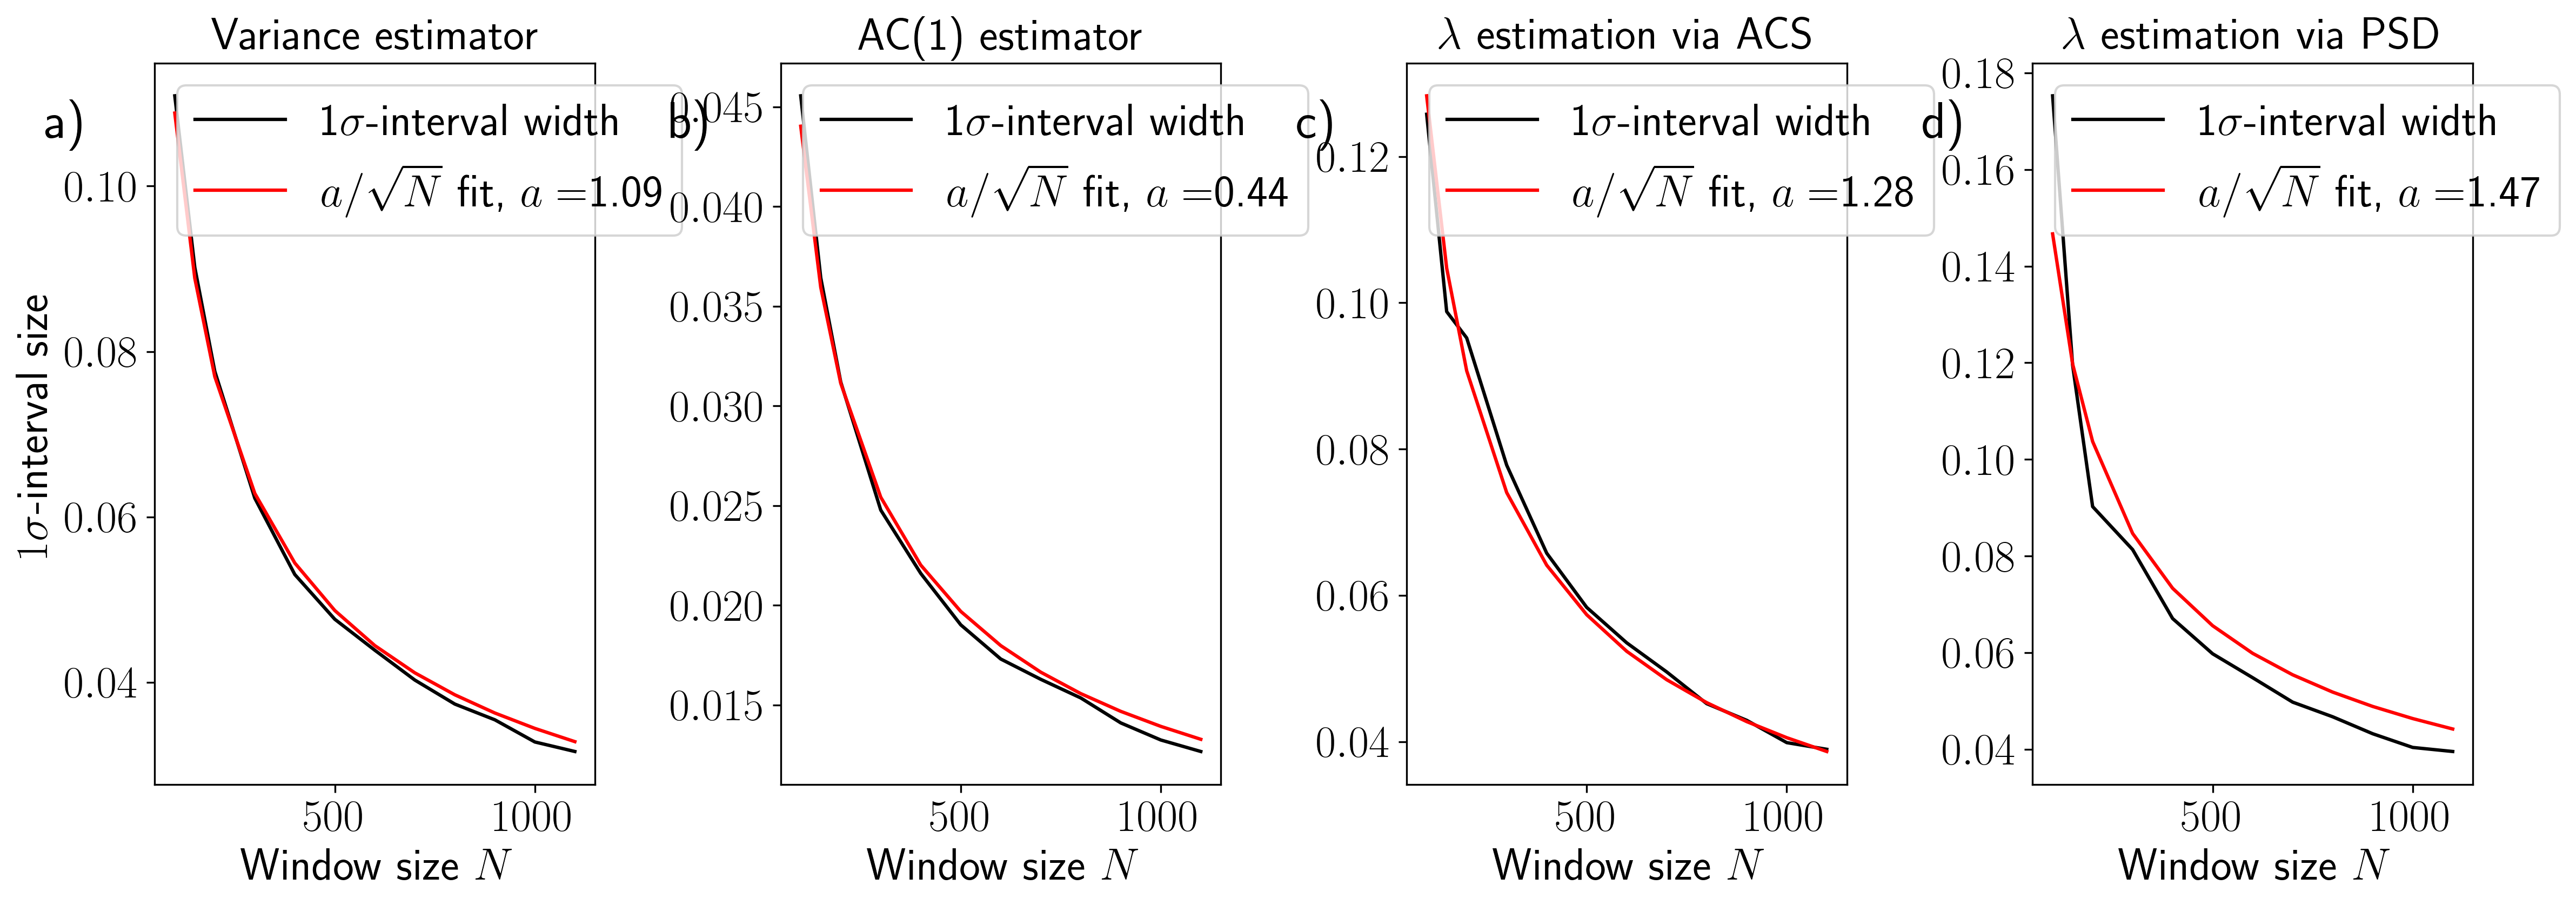 Variance estimator
a)
1σ-interval width
a/√N fit, a =1.09
0.10
0.08
0.06
0.04
1σ-interval size
500 1000
Window size N
AC(1) estimator
b)
1σ-interval width
a/√N fit, a =0.44
0.045
0.040
0.035
0.030
0.025
0.020
0.015
500 1000
Window size N
λ estimation via ACS
c)
1σ-interval width
a/√N fit, a =1.28
0.12
0.10
0.08
0.06
0.04
500 1000
Window size N
λ estimation via PSD
d)
1σ-interval width
a/√N fit, a =1.47
0.18
0.16
0.14
0.12
0.10
0.08
0.06
0.04
500 1000
Window size N